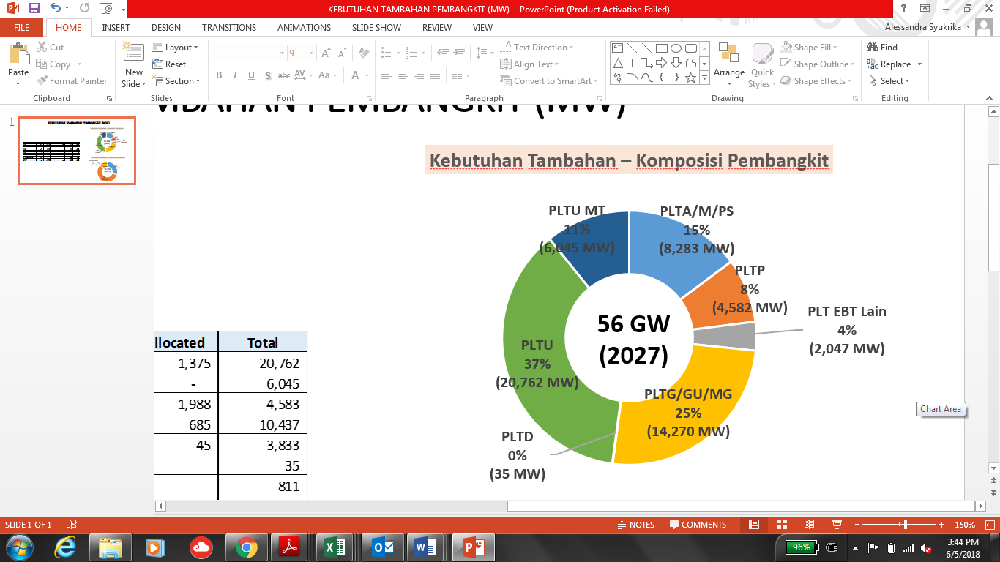 KEBUTUHAN TAMBAHAN PEMBANGKIT (MW) - PowerPoint (Product Activation Failed)
FILE HOME INSERT DESIGN TRANSITIONS ANIMATIONS SLIDE SHOW REVIEW VIEW
Alessandra Syukrika
Paste
Cut
Copy
Format Painter
Clipboard
New Slide
Layout
Reset
Section
Slides
9
B I U S abc AV Aa A
Font
Text Direction
Align Text
Convert to SmartArt
Paragraph
Arrange
Quick Styles
Shape Fill
Shape Outline
Shape Effects
Drawing
Find
Replace
Select
Editing
1
KEBUTUHAN TAMBAHAN PEMBANGKIT (MW)
MBAHAN PEMBANGKIT (MW)
Kebutuhan Tambahan – Komposisi Pembangkit
PLTU MT
11%
(6,045 MW)
PLTA/M/PS
15%
(8,283 MW)
PLTP
8%
(4,582 MW)
PLT EBT Lain
4%
(2,047 MW)
56 GW
(2027)
PLTU
37%
(20,762 MW)
PLTG/GU/MG
25%
(14,270 MW)
PLTD
0%
(35 MW)
llocated Total
1,375 20,762
- 6,045
1,988 4,583
685 10,437
45 3,833
35
811
Chart Area
SLIDE 1 OF 1
NOTES
COMMENTS
150%
96%
3:44 PM
6/5/2018